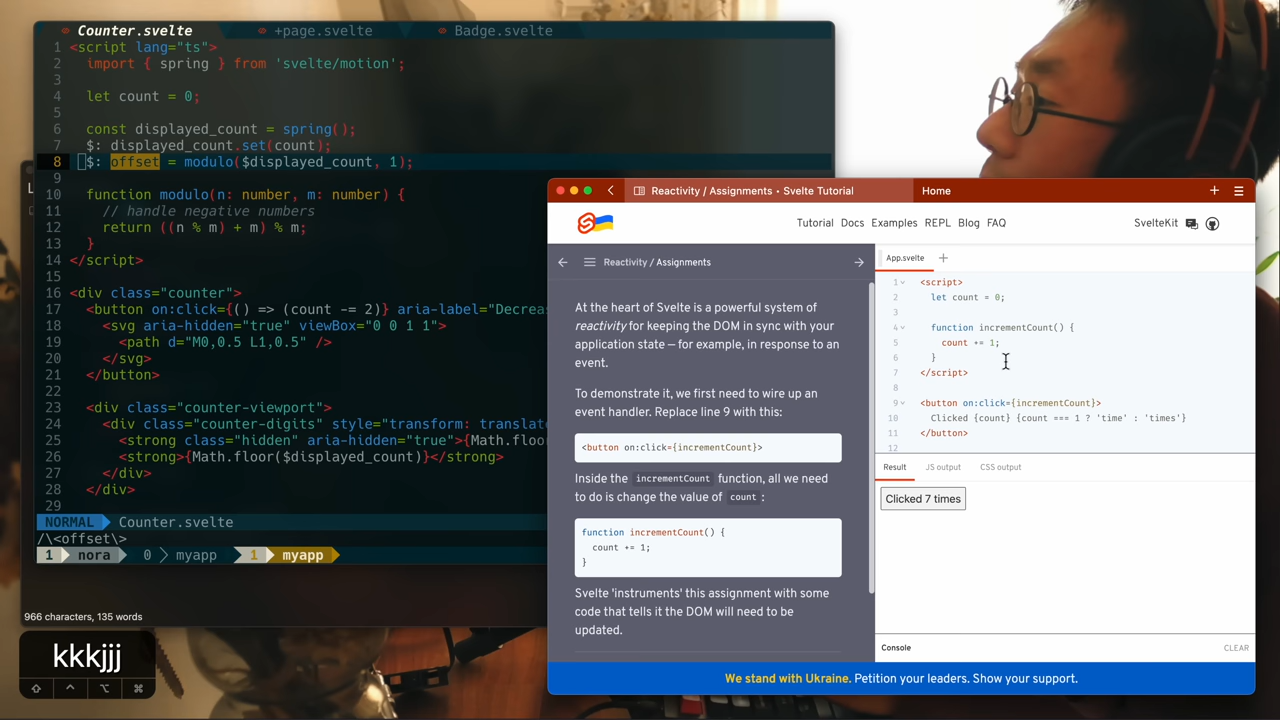 Counter.svelte
+page.svelte
Badge.svelte
1 <script lang="ts">
2 import { spring } from 'svelte/motion';
3
4 let count = 0;
5
6 const displayed_count = spring();
7 $: displayed_count.set(count);
8 $: offset = modulo($displayed_count, 1);
9
10 function modulo(n: number, m: number) {
11 // handle negative numbers
12 return ((n % m) + m) % m;
13 }
14 </script>
15
16 <div class="counter">
17 <button on:click={() => (count -= 2)} aria-label="Decreas
18 <svg aria-hidden="true" viewBox="0 0 1 1">
19 <path d="M0,0.5 L1,0.5" />
20 </svg>
21 </button>
22
23 <div class="counter-viewport">
24 <div class="counter-digits" style="transform: translate
25 <strong class="hidden" aria-hidden="true">{Math.floor
26 <strong>{Math.floor($displayed_count)}</strong>
27 </div>
28 </div>
29
NORMAL Counter.svelte
/\<offset\>
1 nora 0 myapp 1 myapp
966 characters, 135 words
kkkjjj
Reactivity / Assignments • Svelte Tutorial
Home
Tutorial Docs Examples REPL Blog FAQ
SvelteKit
Reactivity / Assignments
At the heart of Svelte is a powerful system of
reactivity for keeping the DOM in sync with your
application state — for example, in response to an
event.
To demonstrate it, we first need to wire up an
event handler. Replace line 9 with this:
<button on:click={incrementCount}>
Inside the incrementCount function, all we need
to do is change the value of count :
function incrementCount() {
count += 1;
}
Svelte 'instruments' this assignment with some
code that tells it the DOM will need to be
updated.
App.svelte
1 <script>
2 let count = 0;
3
4 function incrementCount() {
5 count += 1;
6 }
7 </script>
8
9 <button on:click={incrementCount}>
10 Clicked {count} {count === 1 ? 'time' : 'times'}
11 </button>
12
Result JS output CSS output
Clicked 7 times
Console
CLEAR
We stand with Ukraine. Petition your leaders. Show your support.